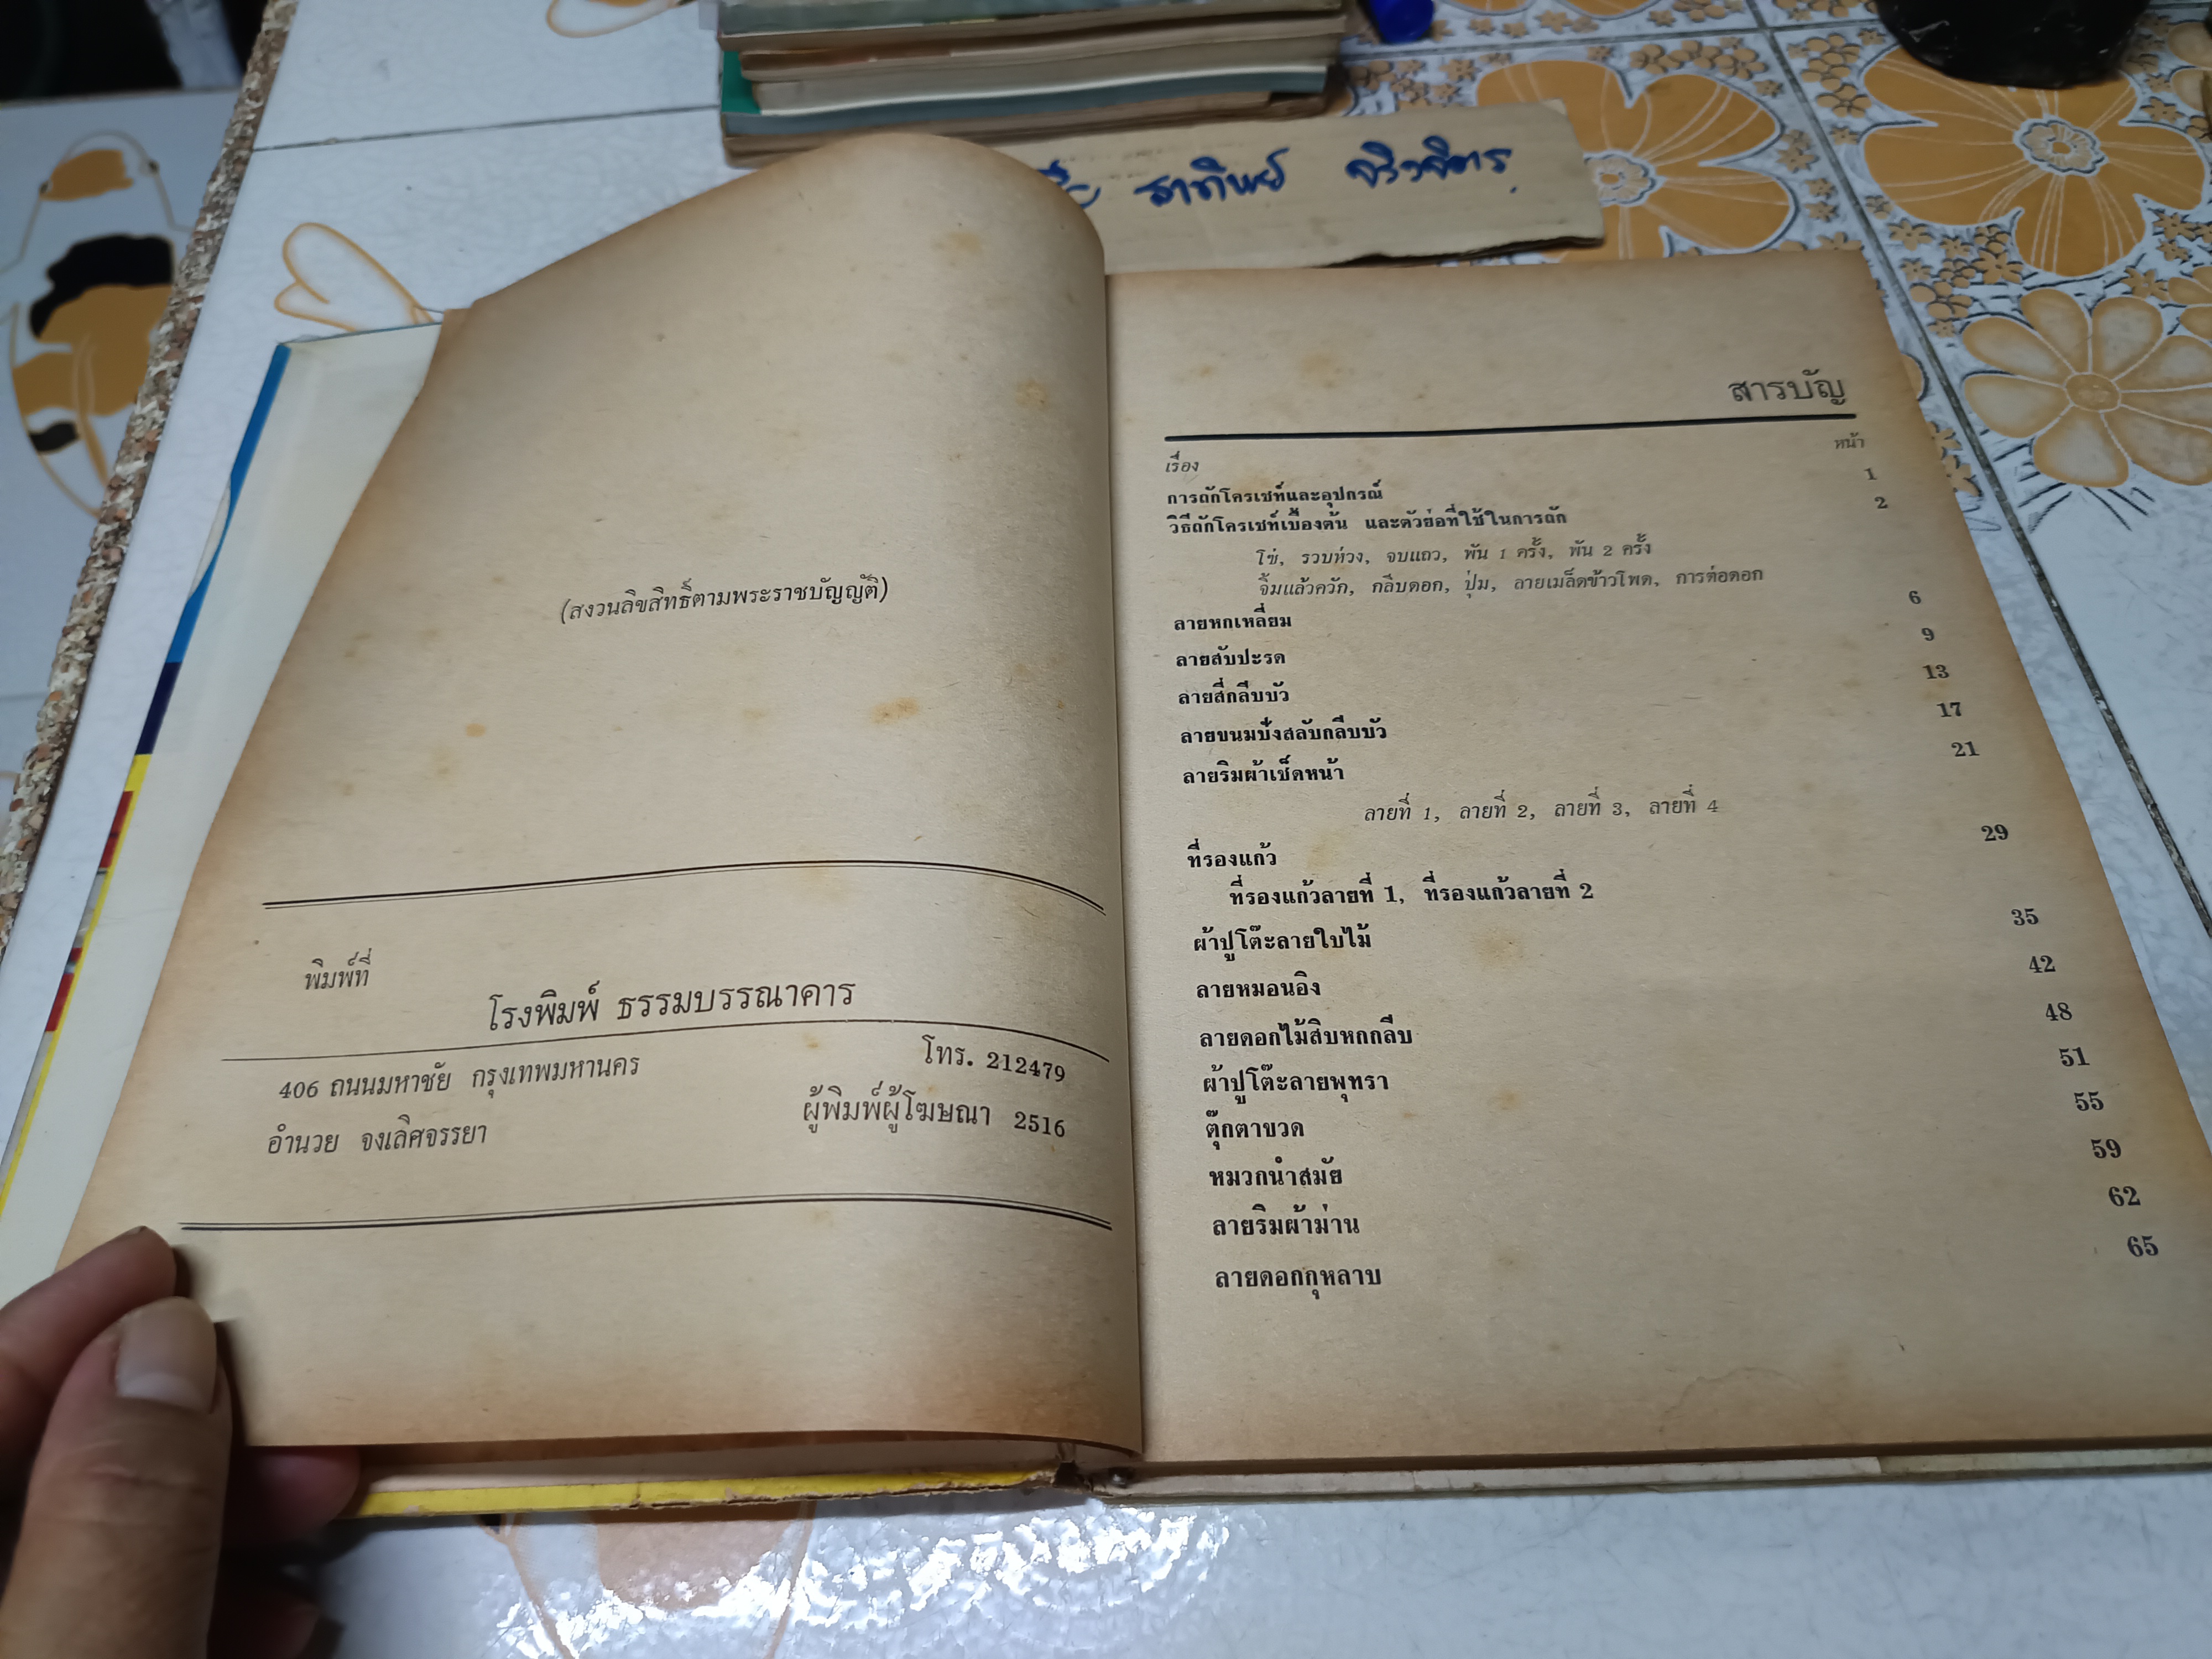 ธาทิพย์
(สงวนลิขสิทธิ์ตามพระราชบัญญัติ)
พิมพ์ที่
โรงพิมพ์ ธรรมบรรณาคาร
406 ถนนมหาชัย กรุงเทพมหานคร โทร. 212479
อำนวย จงเลิศจรรยา ผู้พิมพ์ผู้โฆษณา 2516
สารบัญ
เรื่อง หน้า
การถักโครเชท์และอุปกรณ์ 1
วิธีถักโครเชท์เบื้องต้น และตัวย่อที่ใช้ในการถัก 2
โซ่, รวบห่วง, จบแถว, พัน 1 ครั้ง, พัน 2 ครั้ง
จิ้มแล้วควัก, กลีบดอก, ปุ่ม, ลายเมล็ดข้าวโพด, การต่อดอก
ลายหกเหลี่ยม 6
ลายสับปะรด 9
ลายสี่กลีบบัว 13
ลายขนมปังสลับกลีบบัว 17
ลายริมผ้าเช็ดหน้า 21
ลายที่ 1, ลายที่ 2, ลายที่ 3, ลายที่ 4
ที่รองแก้ว 29
ที่รองแก้วลายที่ 1, ที่รองแก้วลายที่ 2
ผ้าปูโต๊ะลายใบไม้ 35
ลายหมอนอิง 42
ลายดอกไม้สิบหกกลีบ 48
ผ้าปูโต๊ะลายพุทรา 51
ตุ๊กตาขวด 55
หมวกนำสมัย 59
ลายริมผ้าม่าน 62
ลายดอกกุหลาบ 65